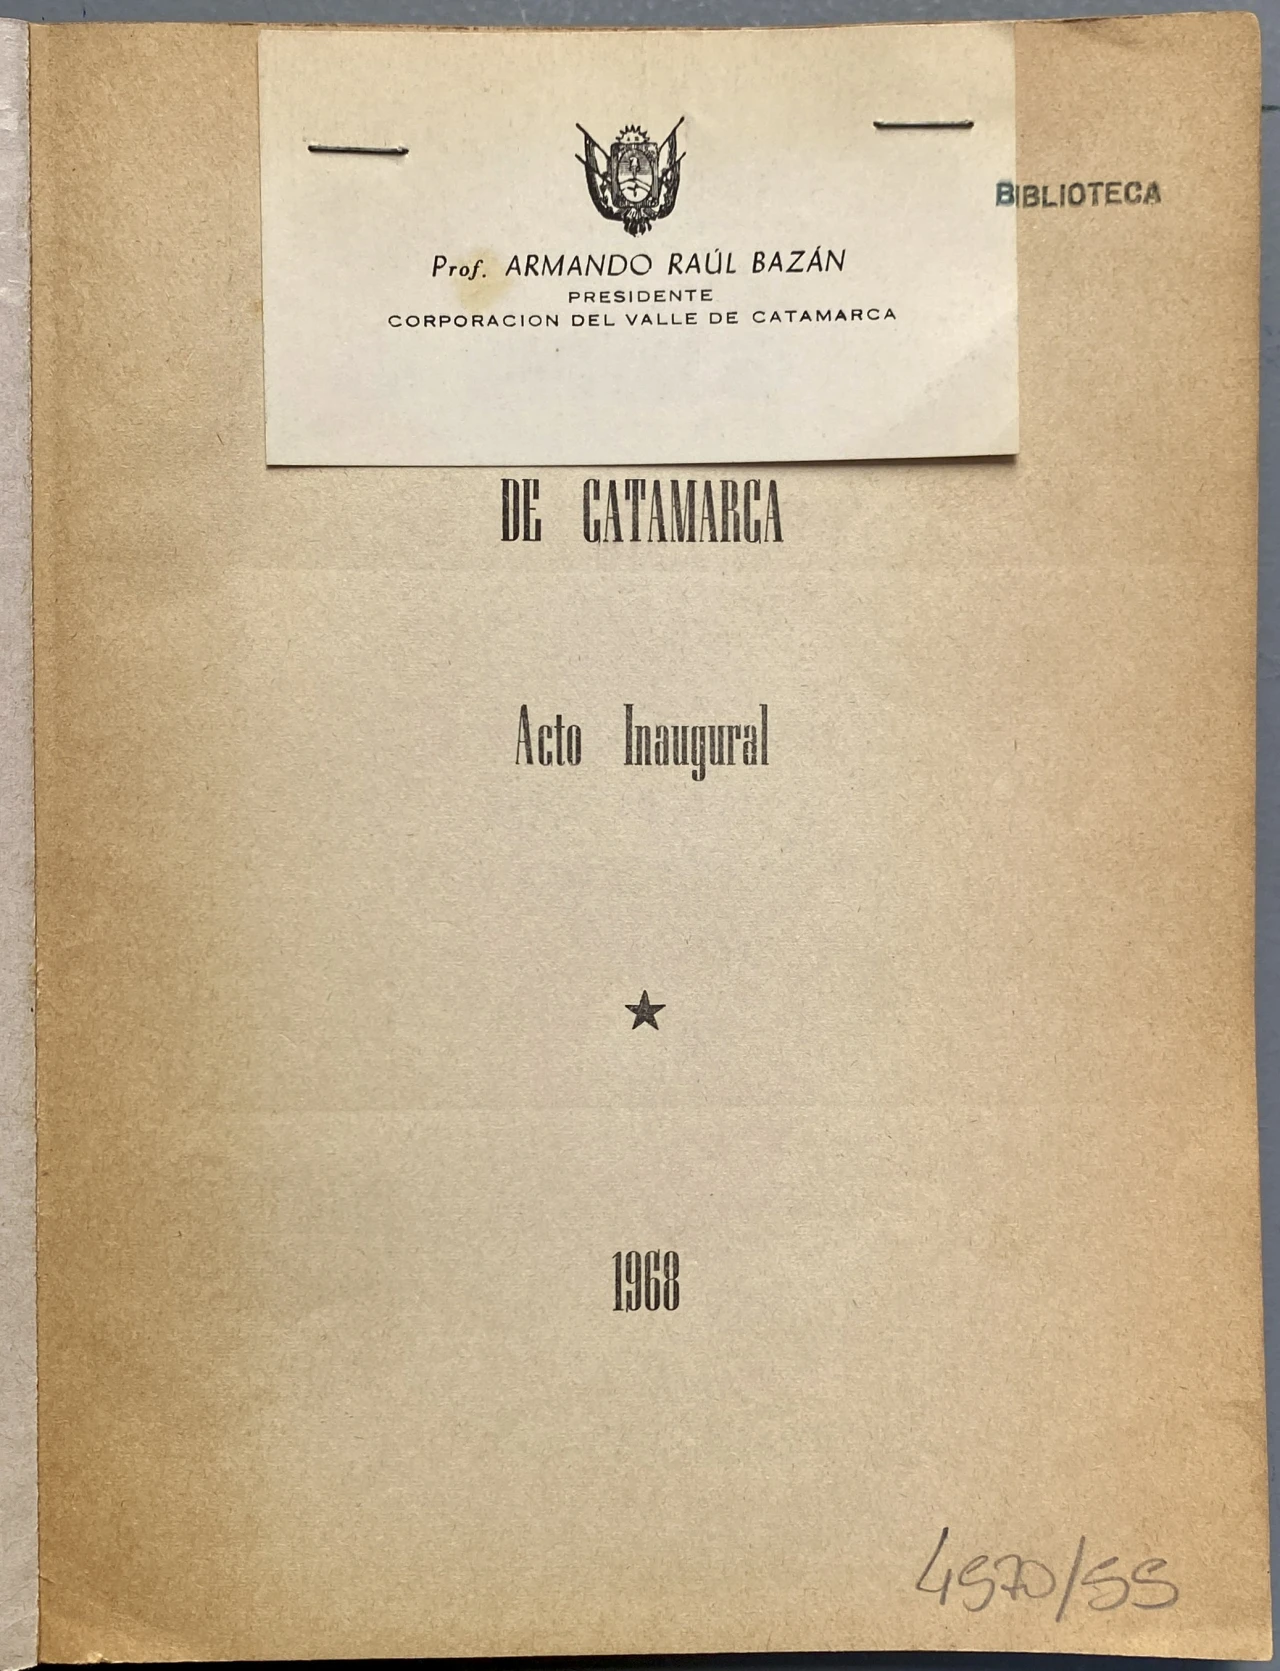 Prof. ARMANDO RAÚL BAZÁN
PRESIDENTE
CORPORACION DEL VALLE DE CATAMARCA
BIBLIOTECA
DE CATAMARCA
Acto Inaugural
1968
4570/55